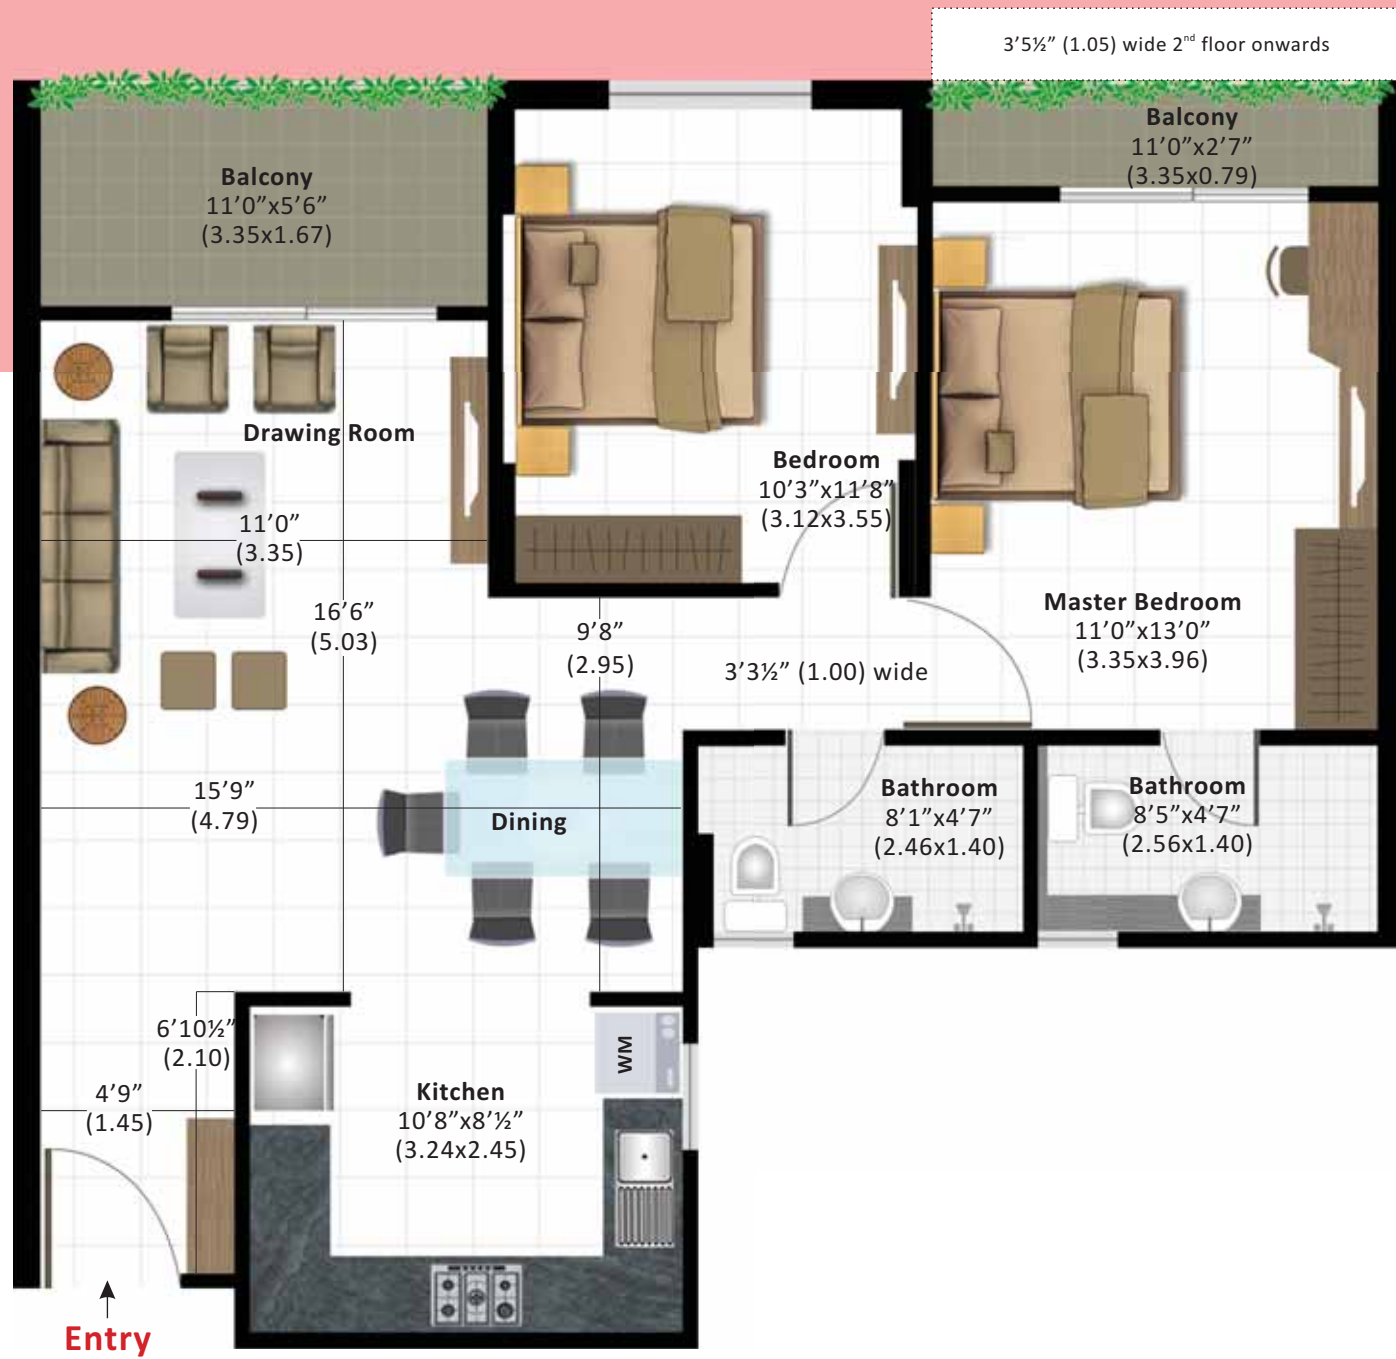 3’5½” (1.05) wide 2nd floor onwards
Balcony
11’0”x2’7”
(3.35x0.79)
Balcony
11’0”x5’6”
(3.35x1.67)
Drawing Room
11’0”
(3.35)
16’6”
(5.03)
Bedroom
10’3”x11’8”
(3.12x3.55)
Master Bedroom
11’0”x13’0”
(3.35x3.96)
9’8”
(2.95)
3’3½” (1.00) wide
15’9”
(4.79)
Dining
Bathroom
8’1”x4’7”
(2.46x1.40)
Bathroom
8’5”x4’7”
(2.56x1.40)
6’10½”
(2.10)
4’9”
(1.45)
Kitchen
10’8”x8’½”
(3.24x2.45)
WM
Entry